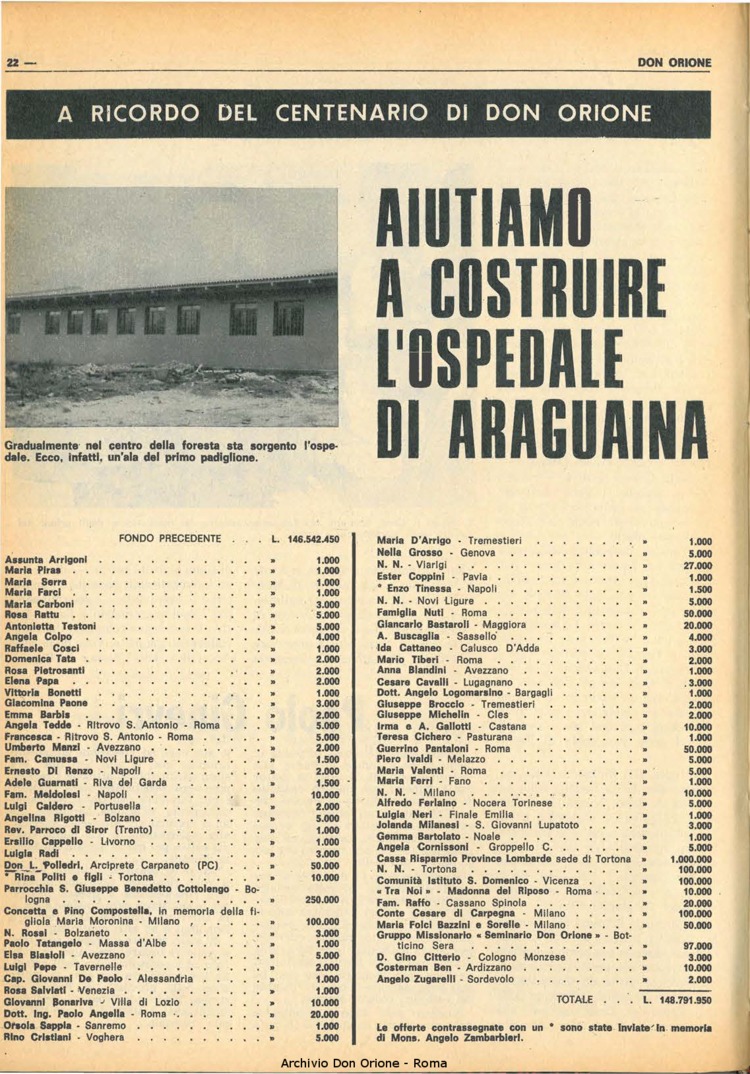 22 —
DON ORIONE
A RICORDO DEL CENTENARIO DI DON ORIONE
AIUTIAMO
A COSTRUIRE
L'OSPEDALE
DI ARAGUAINA
Gradualmente nel centro della foresta sta sorgento l'ospe-
dale. Ecco, infatti, un'ala del primo padiglione.
FONDO PRECEDENTE . . . L. 146.542.450
Assunta Arrigoni . . . » 1.000
Maria Piras . . . » 1.000
Maria Serra . . . » 1.000
Maria Farci . . . » 1.000
Maria Carboni . . . » 3.000
Rosa Rattu . . . » 5.000
Antonietta Testoni . . . » 5.000
Angela Colpo . . . » 4.000
Raffaele Cosci . . . » 1.000
Domenica Tata . . . » 2.000
Rosa Pietrosanti . . . » 2.000
Elena Papa . . . » 2.000
Vittoria Bonetti . . . » 1.000
Giacomina Paone . . . » 3.000
Emma Barbis . . . » 2.000
Angela Tedde - Ritrovo S. Antonio - Roma . . . » 5.000
Francesca - Ritrovo S. Antonio - Roma . . . » 5.000
Umberto Manzi - Avezzano . . . » 2.000
Fam. Camussa - Novi Ligure . . . » 1.500
Ernesto Di Renzo - Napoli . . . » 2.000
Adele Guarnati - Riva del Garda . . . » 1.500
Fam. Meldolesi - Napoli . . . » 10.000
Luigi Caldero - Portusella . . . » 2.000
Angelina Rigotti - Bolzano . . . » 5.000
Rev. Parroco di Siror (Trento) . . . » 1.000
Ersilio Cappello - Livorno . . . » 1.000
Luigia Radi . . . » 3.000
Don L. Polledri, Arciprete Carpaneto (PC) . . . » 50.000
* Rina Politi e figli - Tortona . . . » 10.000
Parrocchia S. Giuseppe Benedetto Cottolengo - Bo-
logna . . . » 250.000
Concetta e Pino Compostella, in memoria della fi-
gliola Maria Moronina - Milano . . . » 100.000
N. Rossi - Bolzaneto . . . » 3.000
Paolo Tatangelo - Massa d'Albe . . . » 1.000
Elsa Biasioli - Avezzano . . . » 5.000
Luigi Pepe - Tavernelle . . . » 2.000
Cap. Giovanni De Paolo - Alessandria . . . » 1.000
Rosa Salviati - Venezia . . . » 1.000
Giovanni Bonariva - Villa di Lozio . . . » 10.000
Dott. Ing. Paolo Angella - Roma . . . » 20.000
Orsola Sappia - Sanremo . . . » 1.000
Rino Cristiani - Voghera . . . » 5.000
Maria D'Arrigo - Tremestieri . . . » 1.000
Nella Grosso - Genova . . . » 5.000
N. N. - Viarigi . . . » 27.000
Ester Coppini - Pavia . . . » 1.000
* Enzo Tinessa - Napoli . . . » 1.500
N. N. - Novi Ligure . . . » 5.000
Famiglia Nuti - Roma . . . » 50.000
Giancarlo Bastaroli - Maggiora . . . » 20.000
A. Buscaglia - Sassello . . . » 4.000
Ida Cattaneo - Calusco D'Adda . . . » 3.000
Mario Tiberi - Roma . . . » 2.000
Anna Blandini - Avezzano . . . » 1.000
Cesare Cavalli - Lugagnano . . . » 3.000
Dott. Angelo Logomarsino - Bargagli . . . » 1.000
Giuseppe Broccio - Tremestieri . . . » 2.000
Giuseppe Michelin - Cles . . . » 2.000
Irma e A. Gallotti - Castana . . . » 10.000
Teresa Cichero - Pasturana . . . » 1.000
Guerrino Pantaloni - Roma . . . » 50.000
Piero Ivaldi - Melazzo . . . » 5.000
Maria Valenti - Roma . . . » 5.000
Maria Ferri - Fano . . . » 1.000
N. N. - Milano . . . » 10.000
Alfredo Ferlaino - Nocera Torinese . . . » 5.000
Luigia Neri - Finale Emilia . . . » 1.000
Jolanda Milanesi - S. Giovanni Lupatoto . . . » 3.000
Gemma Bartolato - Noale . . . » 1.000
Angela Cornissoni - Groppello C. . . . » 5.000
Cassa Risparmio Province Lombarde sede di Tortona » 1.000.000
N. N. - Tortona . . . » 100.000
Comunità Istituto S. Domenico - Vicenza . . . » 100.000
« Tra Noi » - Madonna del Riposo - Roma . . . » 10.000
Fam. Raffo - Cassano Spinola . . . » 20.000
Conte Cesare di Carpegna - Milano . . . » 100.000
Maria Folci Bazzini e Sorelle - Milano . . . » 50.000
Gruppo Missionario « Seminario Don Orione » - Bot-
ticino Sera . . . » 97.000
D. Gino Citterio - Cologno Monzese . . . » 3.000
Costerman Ben - Ardizzano . . . » 10.000
Angelo Zugarelli - Sordevolo . . . » 2.000
TOTALE . . . L. 148.791.950
Le offerte contrassegnate con un * sono state inviate in memoria
di Mons. Angelo Zambarbieri.
Archivio Don Orione - Roma